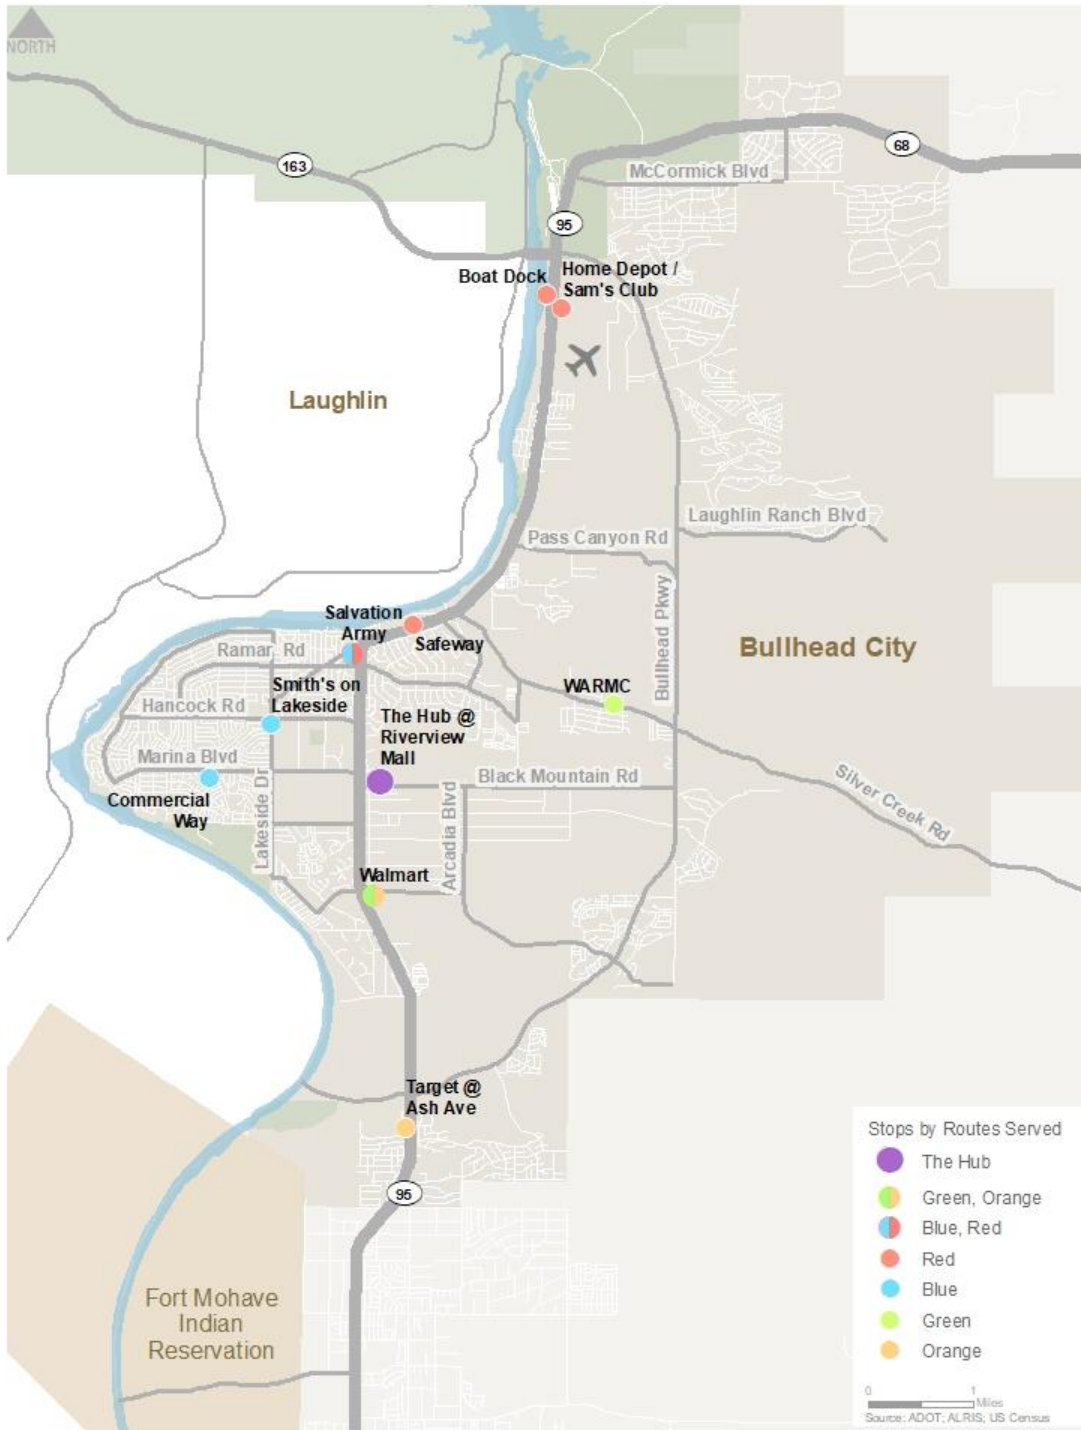 NORTH
163
68
McCormick Blvd
95
Boat Dock
Home Depot /
Sam's Club
Laughlin
Laughlin Ranch Blvd
Pass Canyon Rd
Bullhead Pkwy
Salvation
Army
Safeway
Ramar Rd
Bullhead City
Smith's on
Lakeside
WARMC
Hancock Rd
The Hub @
Riverview
Mall
Marina Blvd
Black Mountain Rd
Silver Creek Rd
Commercial
Way
Lakeside Dr
Arcadia Blvd
Walmart
Target @
Ash Ave
95
Fort Mohave
Indian
Reservation
Stops by Routes Served
The Hub
Green, Orange
Blue, Red
Red
Blue
Green
Orange
0 1
Miles
Source: ADOT; ALRIS; US Census